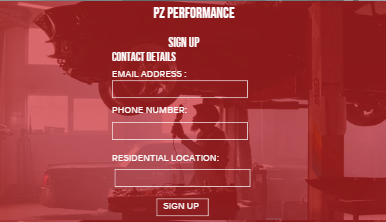 PZ PERFORMANCE
SIGN UP
CONTACT DETAILS
EMAIL ADDRESS :
PHONE NUMBER:
RESIDENTIAL LOCATION:
SIGN UP